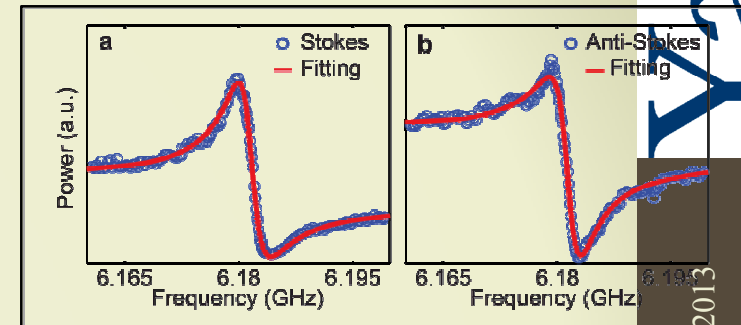 a
Stokes
Fitting
b
Anti-Stokes
Fitting
Power (a.u.)
6.165 6.18 6.195
Frequency (GHz)
6.165 6.18 6.195
Frequency (GHz)
2013